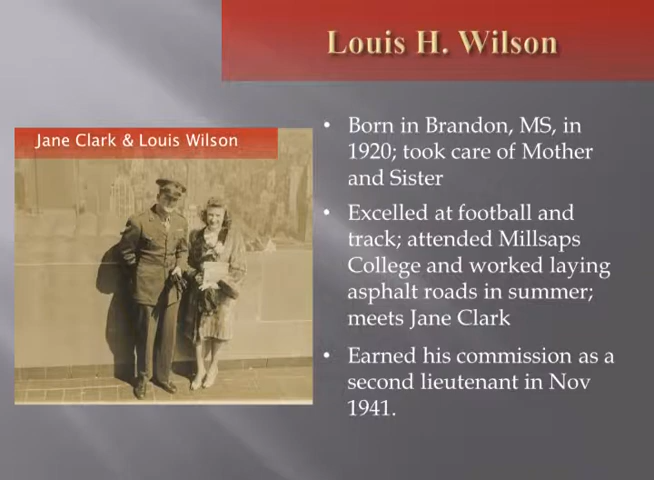 Louis H. Wilson
Jane Clark & Louis Wilson
• Born in Brandon, MS, in
1920; took care of Mother
and Sister
• Excelled at football and
track; attended Millsaps
College and worked laying
asphalt roads in summer;
meets Jane Clark
• Earned his commission as a
second lieutenant in Nov
1941.